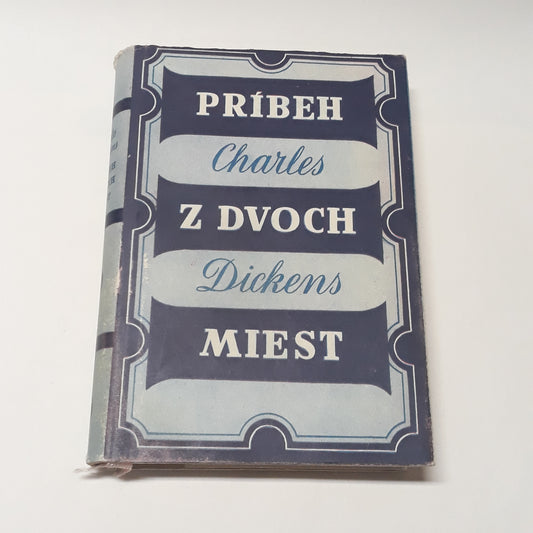 PRÍBEH
Charles
Z DVOCH
Dickens
MIEST